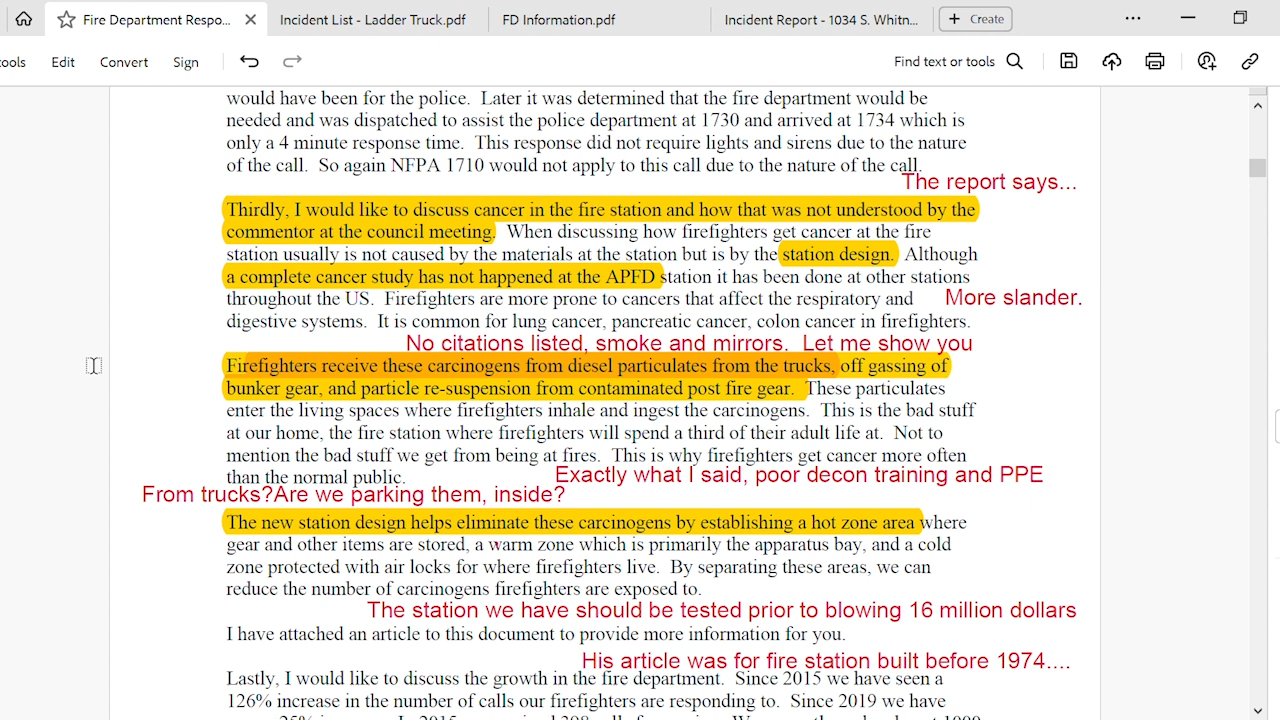 Fire Department Respo... Incident List - Ladder Truck.pdf FD Information.pdf Incident Report - 1034 S. Whitn... Create
ools Edit Convert Sign Find text or tools
would have been for the police. Later it was determined that the fire department would be
needed and was dispatched to assist the police department at 1730 and arrived at 1734 which is
only a 4 minute response time. This response did not require lights and sirens due to the nature
of the call. So again NFPA 1710 would not apply to this call due to the nature of the call.
The report says...
Thirdly, I would like to discuss cancer in the fire station and how that was not understood by the
commentor at the council meeting. When discussing how firefighters get cancer at the fire
station usually is not caused by the materials at the station but is by the station design. Although
a complete cancer study has not happened at the APFD station it has been done at other stations
throughout the US. Firefighters are more prone to cancers that affect the respiratory and
More slander.
digestive systems. It is common for lung cancer, pancreatic cancer, colon cancer in firefighters.
No citations listed, smoke and mirrors. Let me show you
Firefighters receive these carcinogens from diesel particulates from the trucks, off gassing of
bunker gear, and particle re-suspension from contaminated post fire gear. These particulates
enter the living spaces where firefighters inhale and ingest the carcinogens. This is the bad stuff
at our home, the fire station where firefighters will spend a third of their adult life at. Not to
mention the bad stuff we get from being at fires. This is why firefighters get cancer more often
than the normal public.
Exactly what I said, poor decon training and PPE
From trucks?Are we parking them, inside?
The new station design helps eliminate these carcinogens by establishing a hot zone area where
gear and other items are stored, a warm zone which is primarily the apparatus bay, and a cold
zone protected with air locks for where firefighters live. By separating these areas, we can
reduce the number of carcinogens firefighters are exposed to.
The station we have should be tested prior to blowing 16 million dollars
I have attached an article to this document to provide more information for you.
His article was for fire station built before 1974....
Lastly, I would like to discuss the growth in the fire department. Since 2015 we have seen a
126% increase in the number of calls our firefighters are responding to. Since 2019 we have